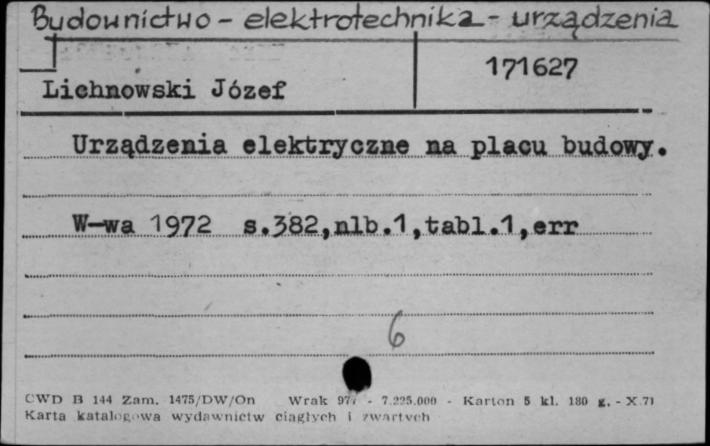 Budownictwo - elektrotechnika - urządzenia
171627
Lichnowski Józef
Urządzenia elektryczne na placu budowy.
W-wa 1972 s.382,nlb.1,tabl.1,err
6
CWD B 144 Zam. 1475/DW/On Wrak - 7.225.000 - Karton 5 kl. 180 g. - X.71
Karta katalogowa wydawnictw ciągłych i zwartych